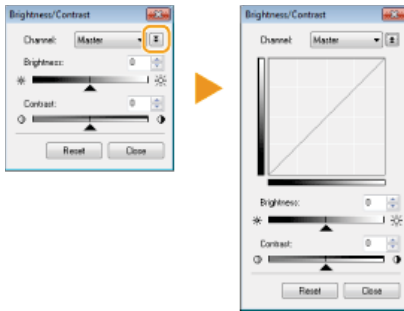 Brightness/Contrast
Channel: Master
Brightness: 0
Contrast: 0
Reset Close
Brightness/Contrast
Channel: Master
Brightness: 0
Contrast: 0
Reset Close